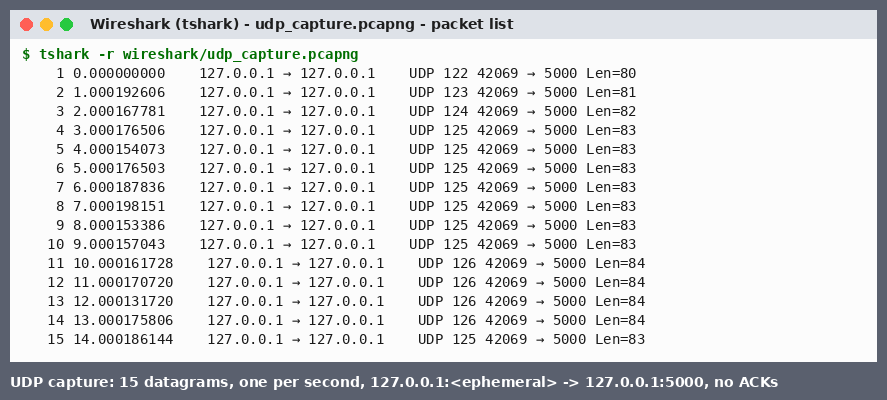 Wireshark (tshark) - udp_capture.pcapng - packet list
$ tshark -r wireshark/udp_capture.pcapng
    1 0.000000000    127.0.0.1 → 127.0.0.1    UDP 122 42069 → 5000 Len=80
    2 1.000192606    127.0.0.1 → 127.0.0.1    UDP 123 42069 → 5000 Len=81
    3 2.000167781    127.0.0.1 → 127.0.0.1    UDP 124 42069 → 5000 Len=82
    4 3.000176506    127.0.0.1 → 127.0.0.1    UDP 125 42069 → 5000 Len=83
    5 4.000154073    127.0.0.1 → 127.0.0.1    UDP 125 42069 → 5000 Len=83
    6 5.000176503    127.0.0.1 → 127.0.0.1    UDP 125 42069 → 5000 Len=83
    7 6.000187836    127.0.0.1 → 127.0.0.1    UDP 125 42069 → 5000 Len=83
    8 7.000198151    127.0.0.1 → 127.0.0.1    UDP 125 42069 → 5000 Len=83
    9 8.000153386    127.0.0.1 → 127.0.0.1    UDP 125 42069 → 5000 Len=83
   10 9.000157043    127.0.0.1 → 127.0.0.1    UDP 125 42069 → 5000 Len=83
   11 10.000161728    127.0.0.1 → 127.0.0.1    UDP 126 42069 → 5000 Len=84
   12 11.000170720    127.0.0.1 → 127.0.0.1    UDP 126 42069 → 5000 Len=84
   13 12.000131720    127.0.0.1 → 127.0.0.1    UDP 126 42069 → 5000 Len=84
   14 13.000175806    127.0.0.1 → 127.0.0.1    UDP 126 42069 → 5000 Len=84
   15 14.000186144    127.0.0.1 → 127.0.0.1    UDP 125 42069 → 5000 Len=83
UDP capture: 15 datagrams, one per second, 127.0.0.1:<ephemeral> -> 127.0.0.1:5000, no ACKs